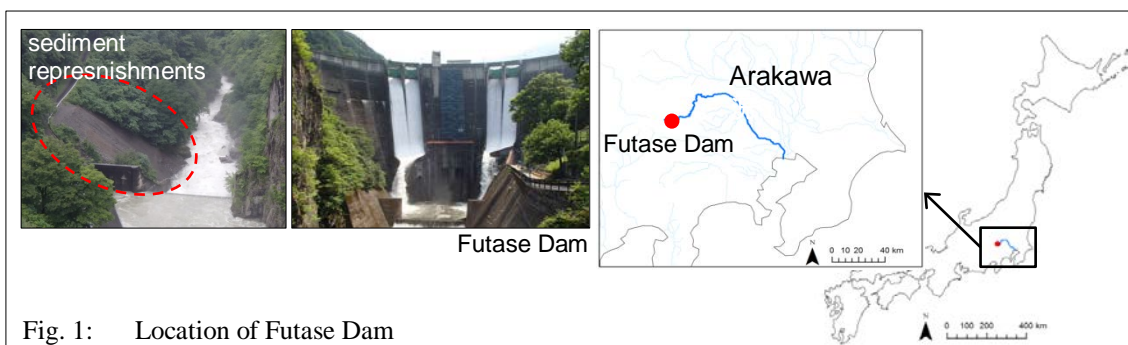 sediment
represnishments
Futase Dam
Arakawa
Futase Dam
N
0 10 20 40 km
N
0 100 200 400 km
Fig. 1: Location of Futase Dam